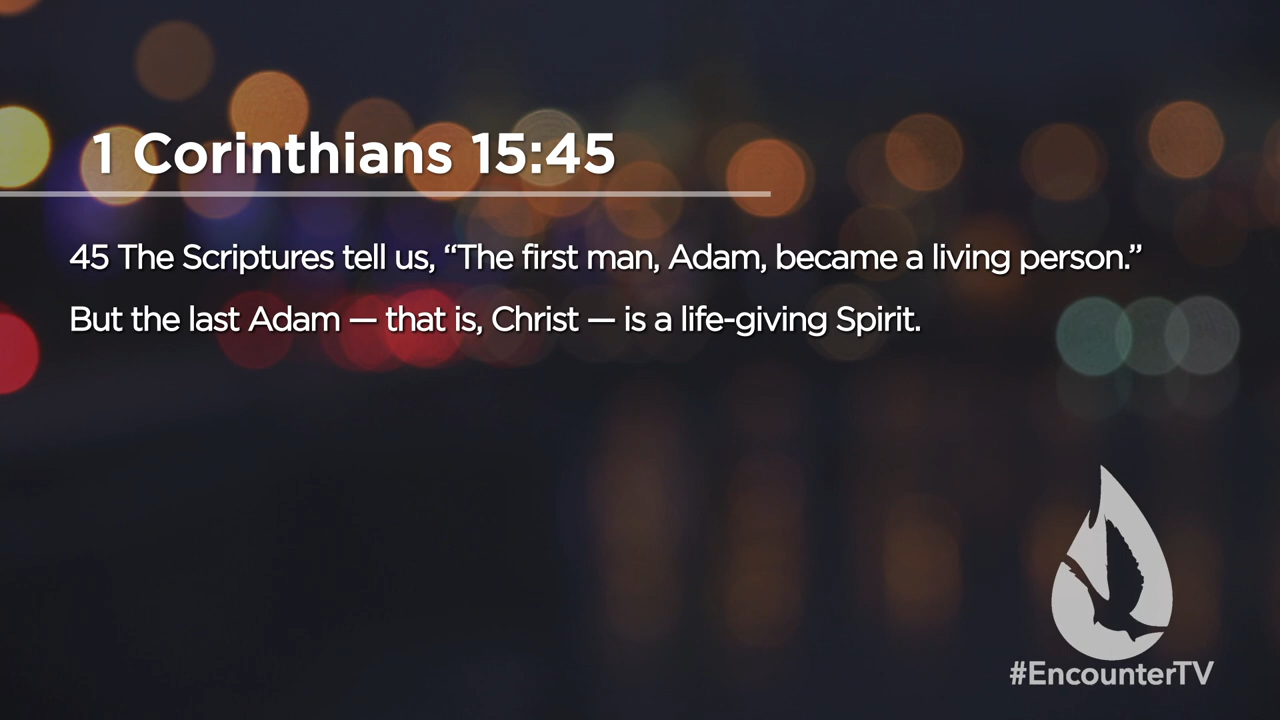 1 Corinthians 15:45
45 The Scriptures tell us, “The first man, Adam, became a living person.”
But the last Adam — that is, Christ — is a life-giving Spirit.
#EncounterTV